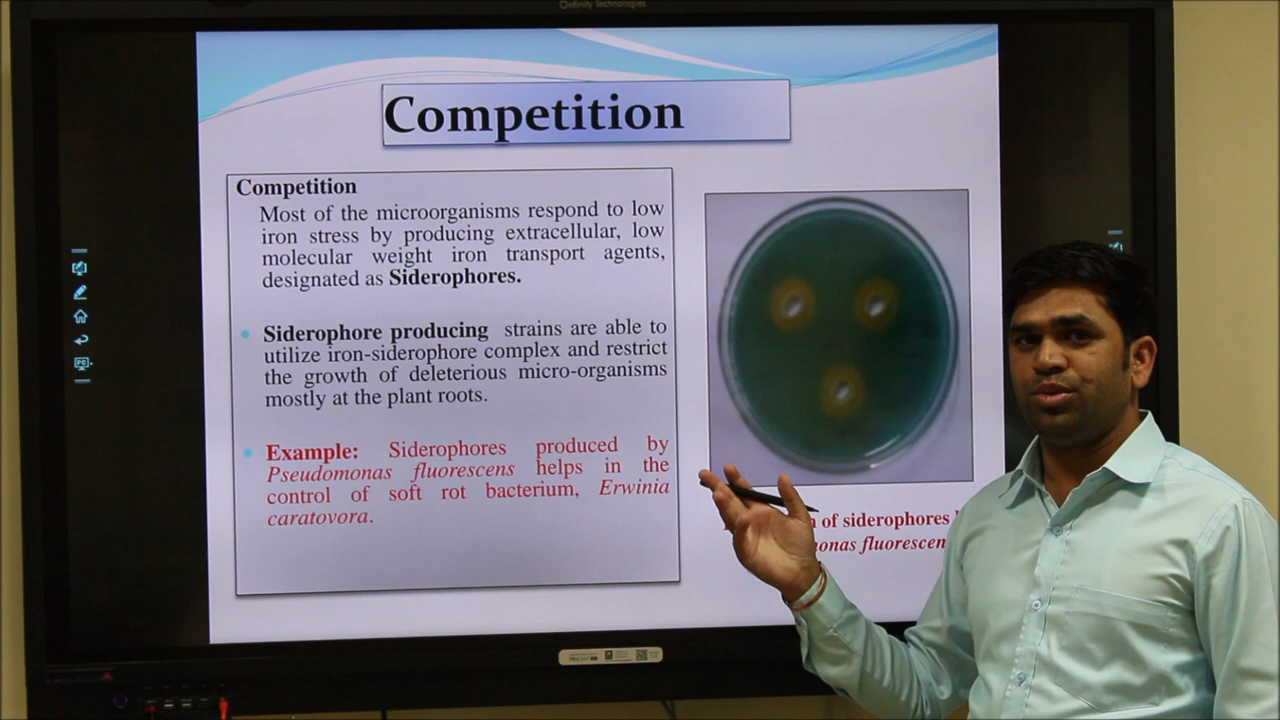 Qnfinity Technologies
Competition
Competition
Most of the microorganisms respond to low
iron stress by producing extracellular, low
molecular weight iron transport agents,
designated as Siderophores.
Siderophore producing strains are able to
utilize iron-siderophore complex and restrict
the growth of deleterious micro-organisms
mostly at the plant roots.
Example: Siderophores produced by
Pseudomonas fluorescens helps in the
control of soft rot bacterium, Erwinia
caratovora.
of siderophores
fluorescen